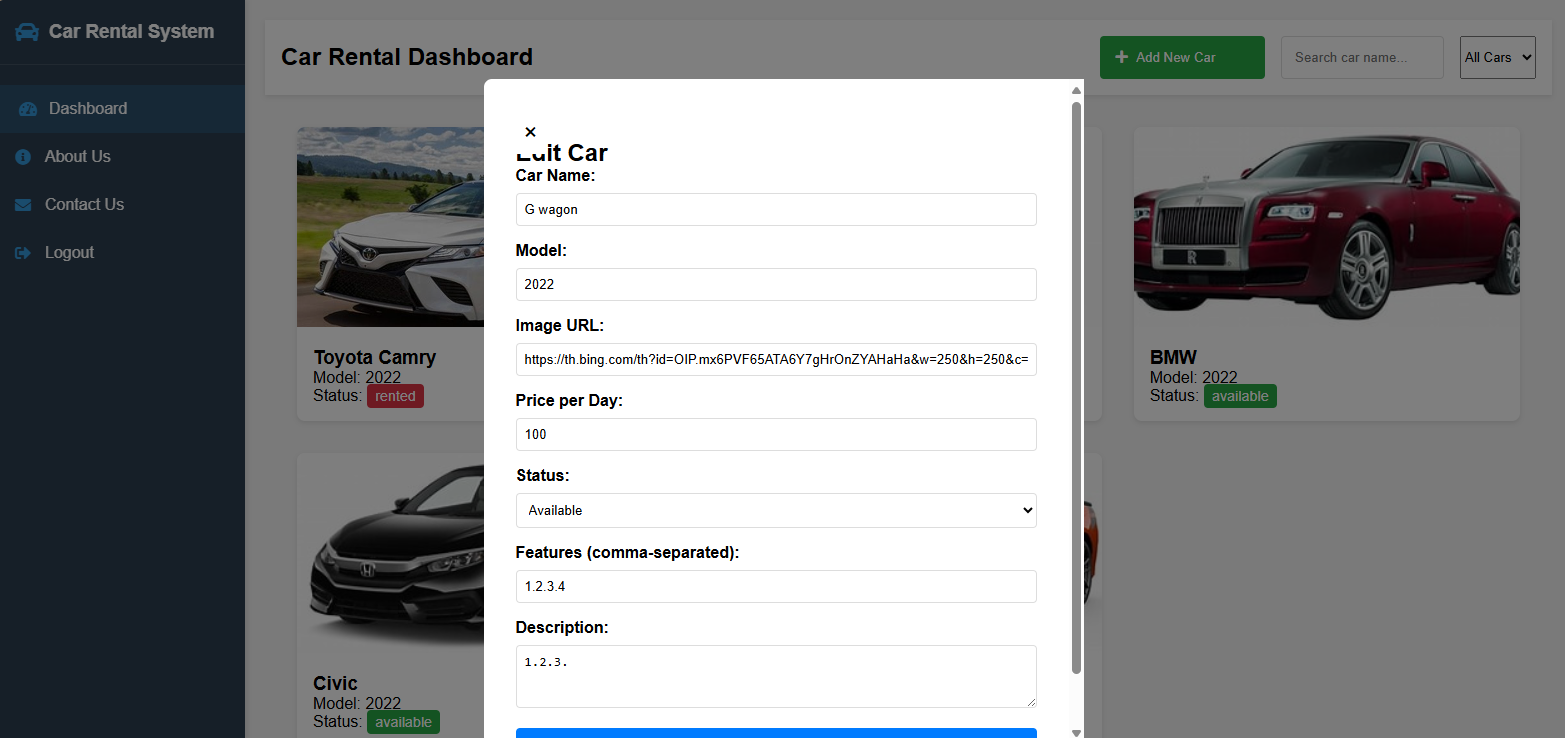 Car Rental System
Dashboard
About Us
Contact Us
Logout
Car Rental Dashboard
Add New Car
Search car name...
All Cars
Toyota Camry
Model: 2022
Status: rented
BMW
Model: 2022
Status: available
Civic
Model: 2022
Status: available
×
Edit Car
Car Name:
G wagon
Model:
2022
Image URL:
https://th.bing.com/th?id=OIP.mx6PVF65ATA6Y7gHrOnZYAHaHa&w=250&h=250&c=
Price per Day:
100
Status:
Available
Features (comma-separated):
1.2.3.4
Description:
1.2.3.